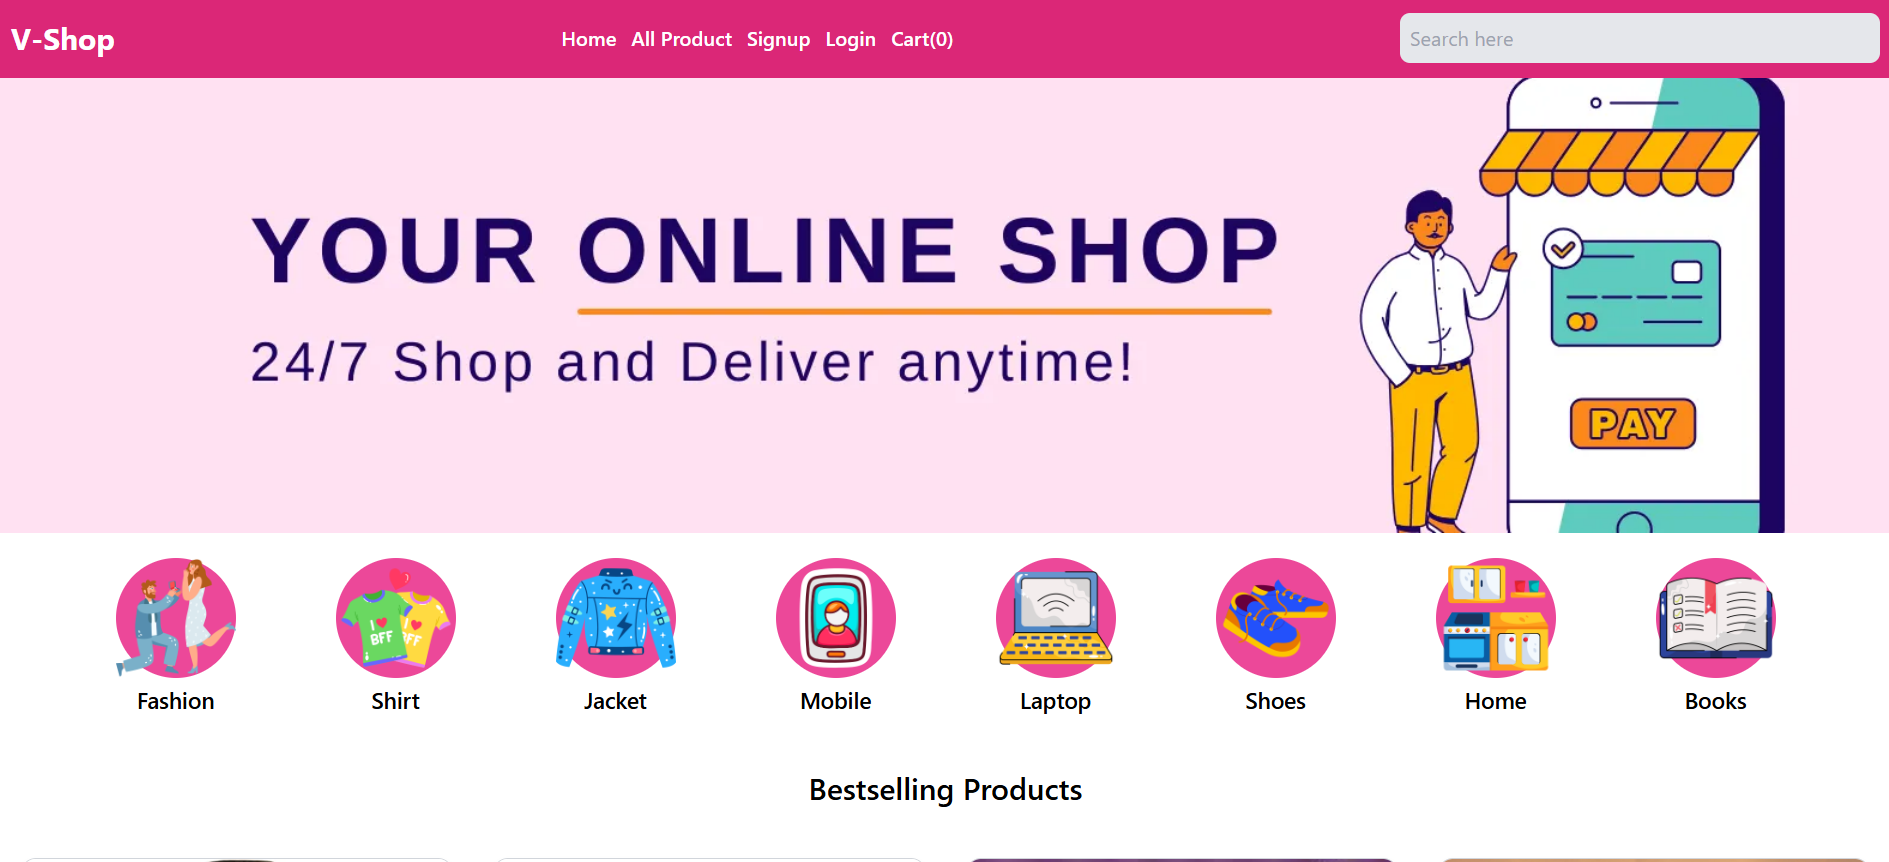 V-Shop
Home All Product Signup Login Cart(0)
Search here
YOUR ONLINE SHOP
24/7 Shop and Deliver anytime!
PAY
I ❤ BFF
I ❤ BFF
Fashion
Shirt
Jacket
Mobile
Laptop
Shoes
Home
Books
Bestselling Products